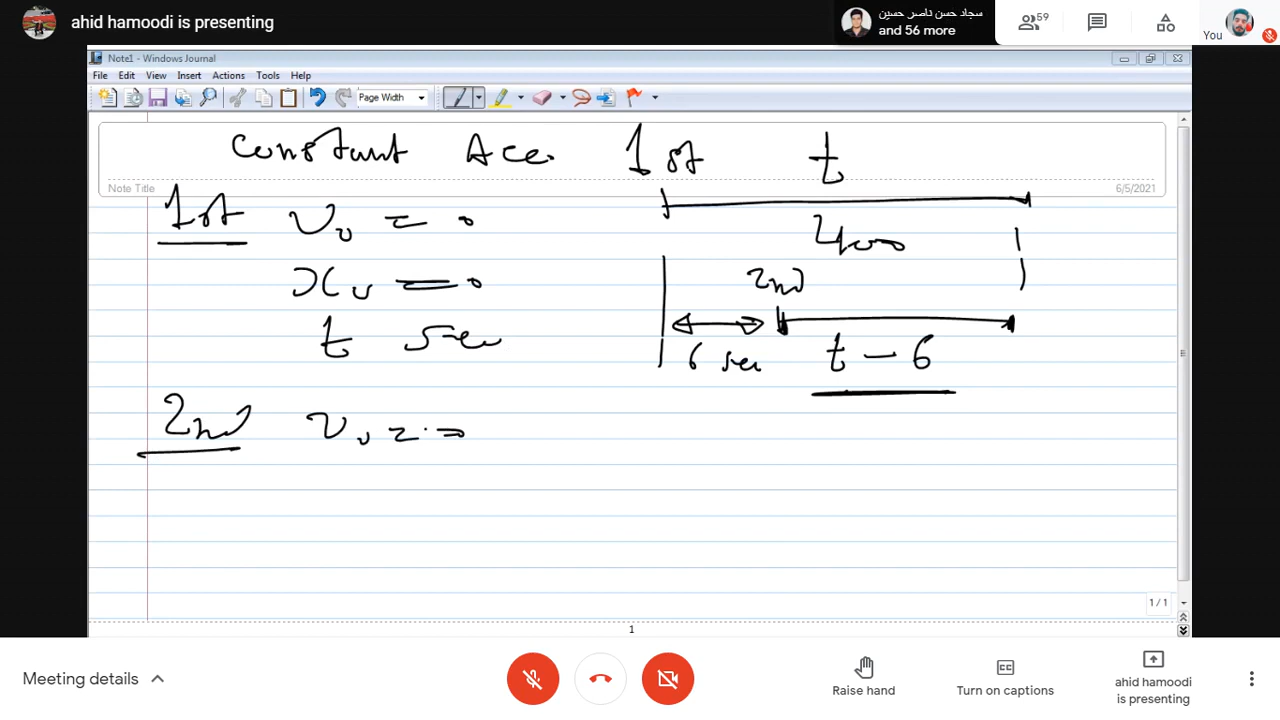 ahid hamoodi is presenting
سجاد حسن ناصر حسين
and 56 more
59
You
Note1 - Windows Journal
File Edit View Insert Actions Tools Help
Page Width
Constant Acc. 1st t
Note Title
6/5/2021
1st v₀ = 0
400
x₀ = 0
2nd
t sec
6 sec t - 6
2nd v₀ =
1 / 1
1
Meeting details
Raise hand
Turn on captions
ahid hamoodi
is presenting